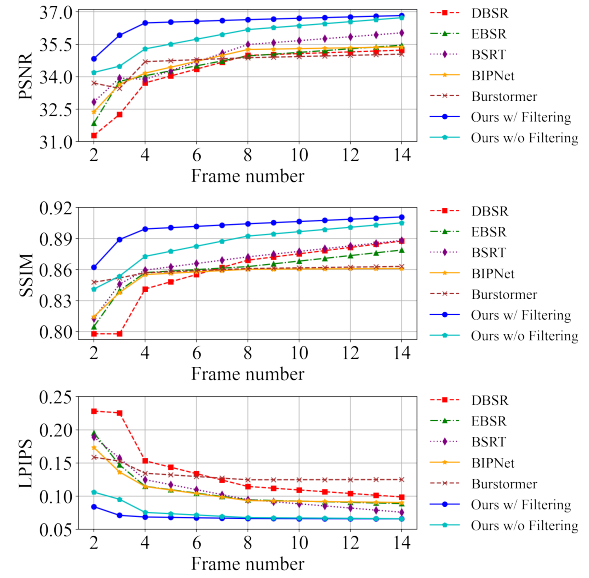 PSNR
37.0
35.5
34.0
32.5
31.0
2 4 6 8 10 12 14
Frame number
DBSR
EBSR
BSRT
BIPNet
Burstormer
Ours w/ Filtering
Ours w/o Filtering
SSIM
0.92
0.89
0.86
0.83
0.80
2 4 6 8 10 12 14
Frame number
DBSR
EBSR
BSRT
BIPNet
Burstormer
Ours w/ Filtering
Ours w/o Filtering
LPIPS
0.25
0.20
0.15
0.10
0.05
2 4 6 8 10 12 14
Frame number
DBSR
EBSR
BSRT
BIPNet
Burstormer
Ours w/ Filtering
Ours w/o Filtering